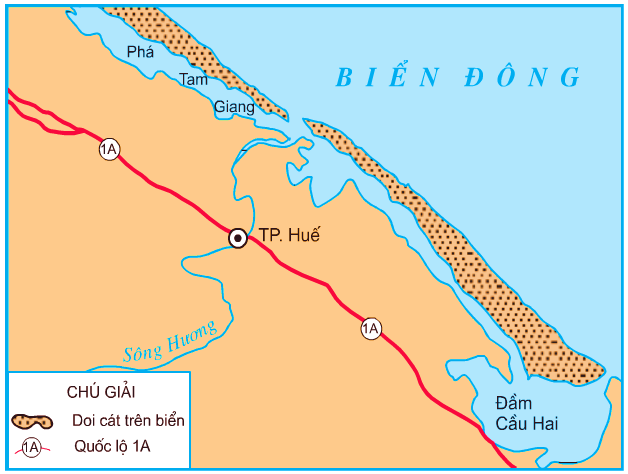 Phá
Tam
Giang
BIỂN ĐÔNG
1A
TP. Huế
1A
Sông Hương
Đầm
Cầu Hai
CHÚ GIẢI
Doi cát trên biển
1A Quốc lộ 1A